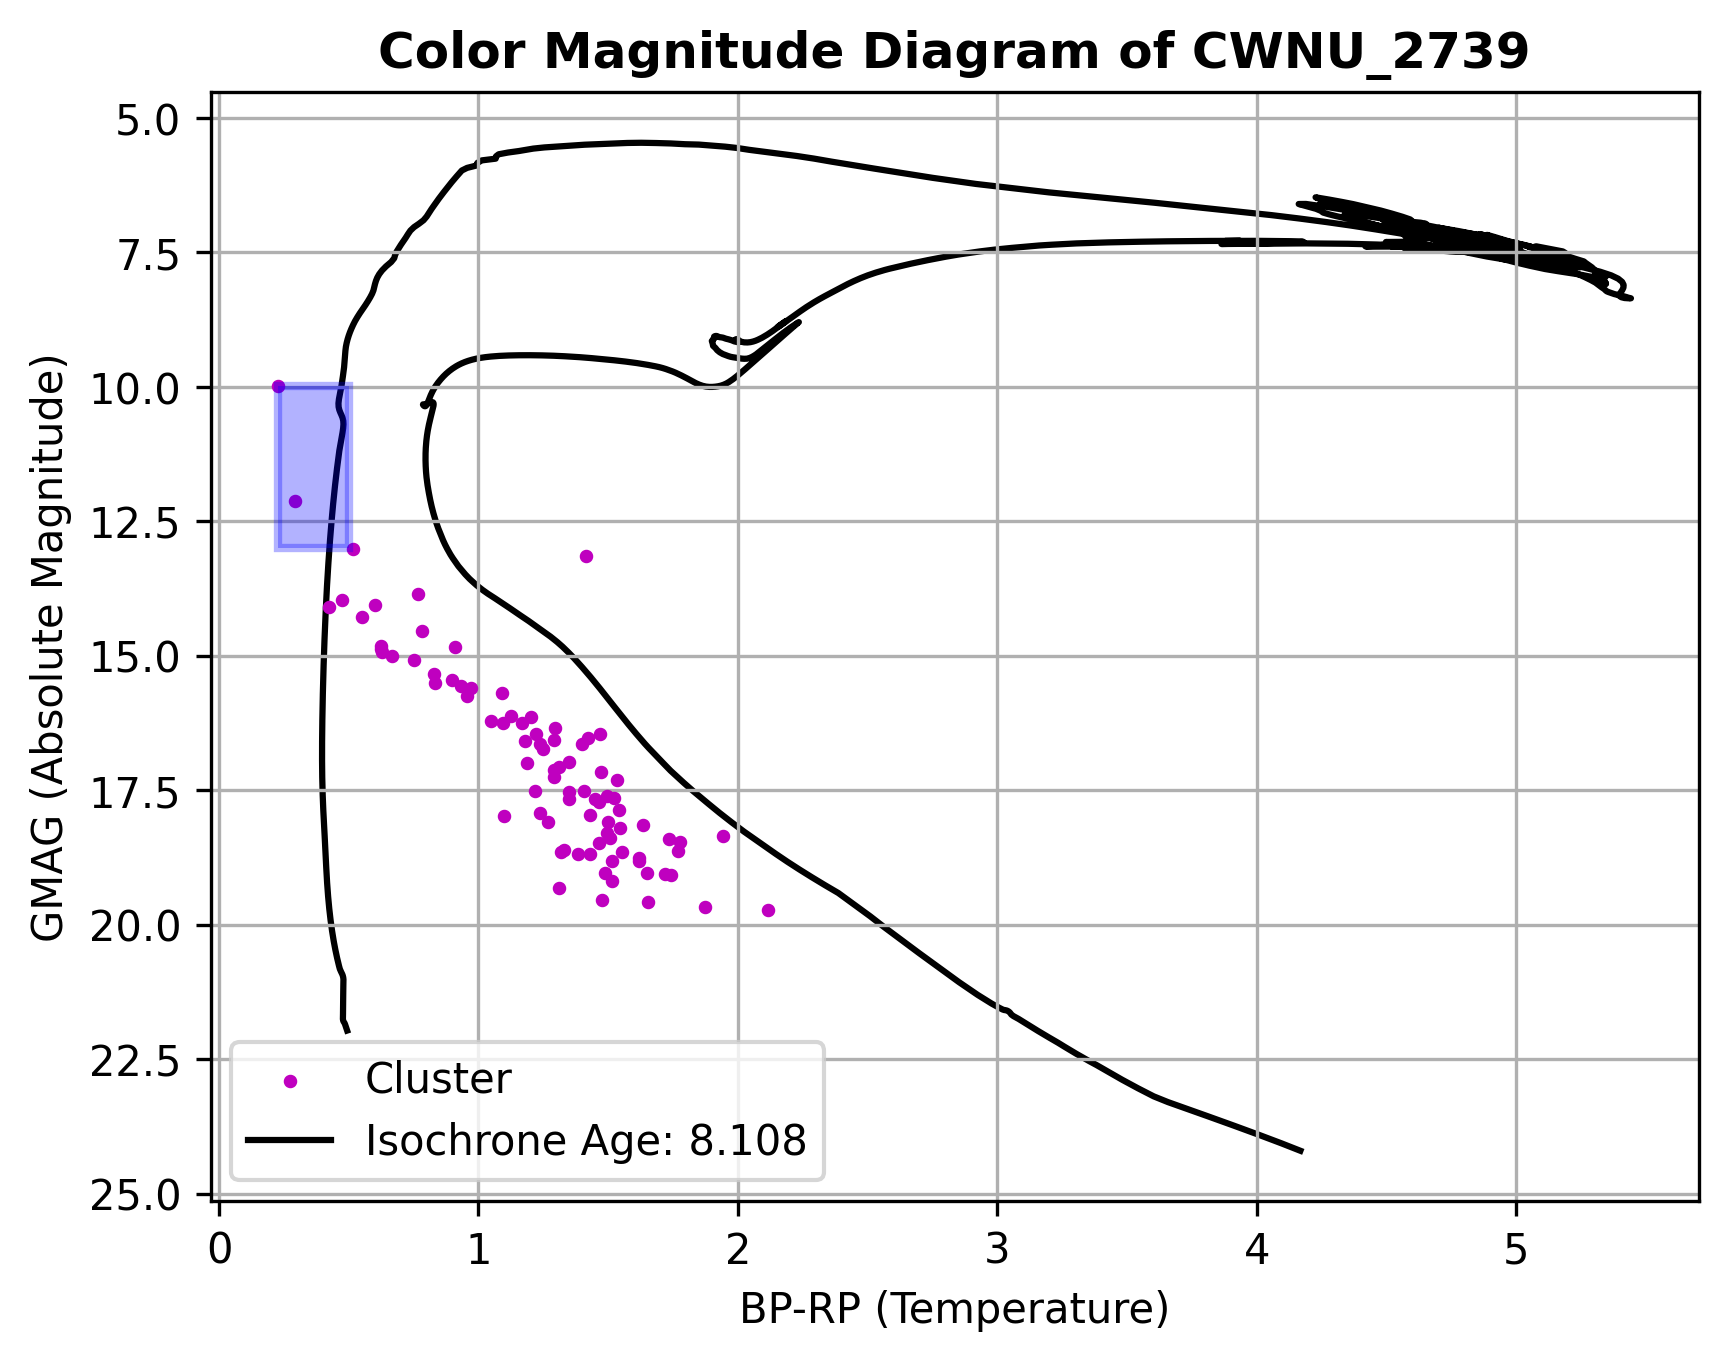 Color Magnitude Diagram of CWNU_2739
GMAG (Absolute Magnitude)
5.0
7.5
10.0
12.5
15.0
17.5
20.0
22.5
25.0
Cluster
Isochrone Age: 8.108
0 1 2 3 4 5
BP-RP (Temperature)